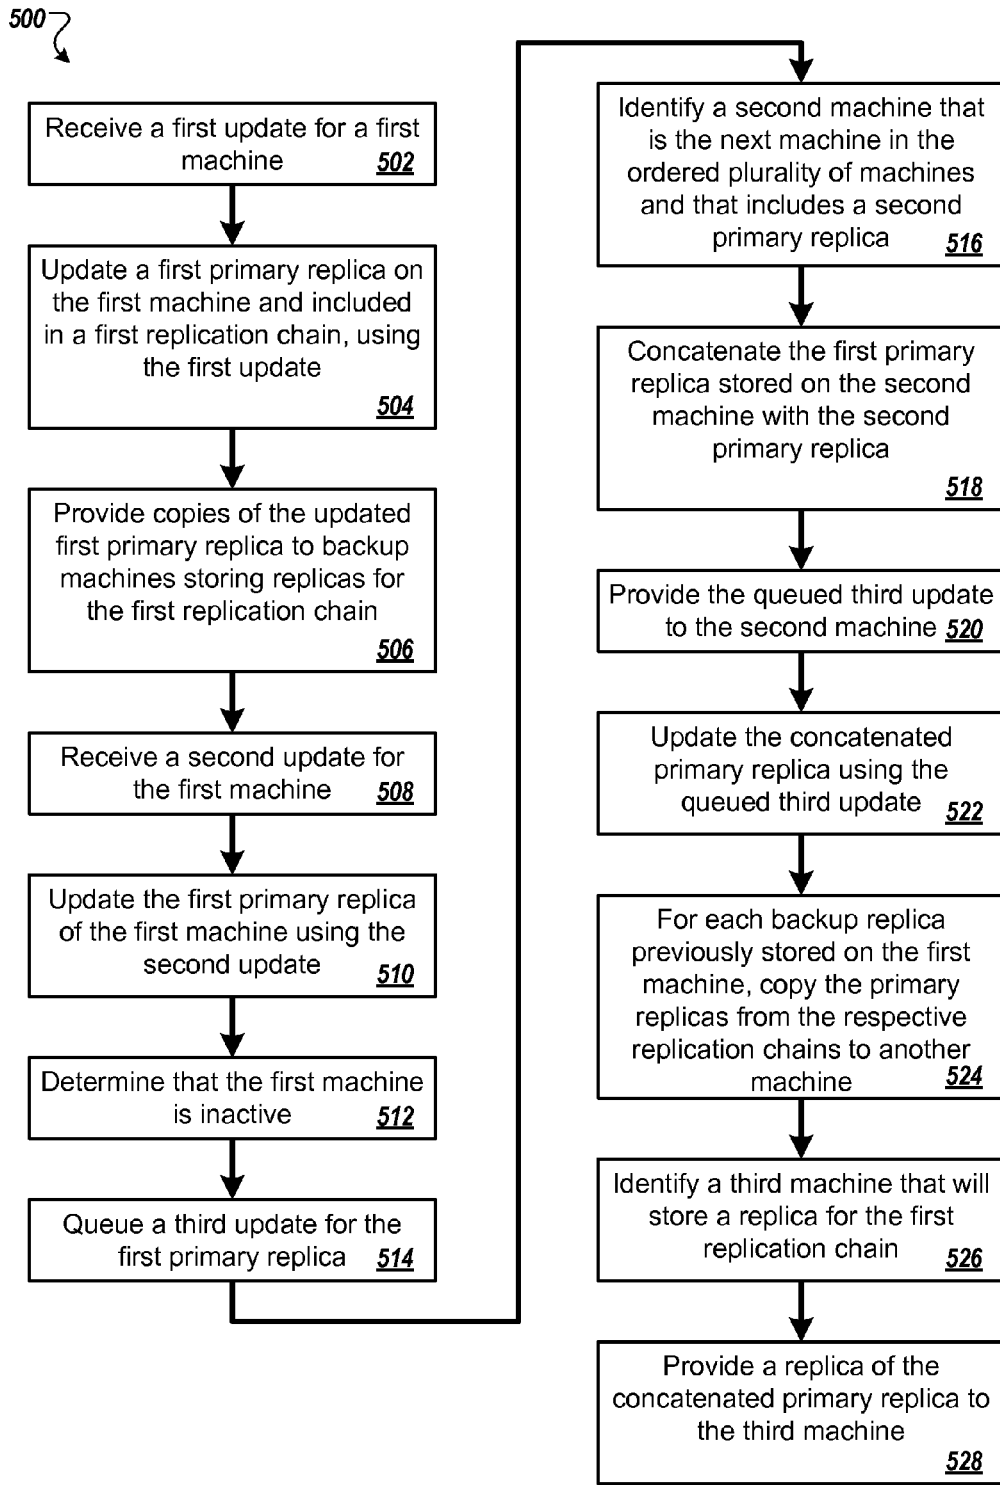 500
Receive a first update for a first
machine 502
Update a first primary replica on
the first machine and included
in a first replication chain, using
the first update
504
Provide copies of the updated
first primary replica to backup
machines storing replicas for
the first replication chain
506
Receive a second update for
the first machine 508
Update the first primary replica
of the first machine using the
second update 510
Determine that the first machine
is inactive 512
Queue a third update for the
first primary replica 514
Identify a second machine that
is the next machine in the
ordered plurality of machines
and that includes a second
primary replica 516
Concatenate the first primary
replica stored on the second
machine with the second
primary replica
518
Provide the queued third update
to the second machine 520
Update the concatenated
primary replica using the
queued third update 522
For each backup replica
previously stored on the first
machine, copy the primary
replicas from the respective
replication chains to another
machine 524
Identify a third machine that will
store a replica for the first
replication chain 526
Provide a replica of the
concatenated primary replica to
the third machine
528